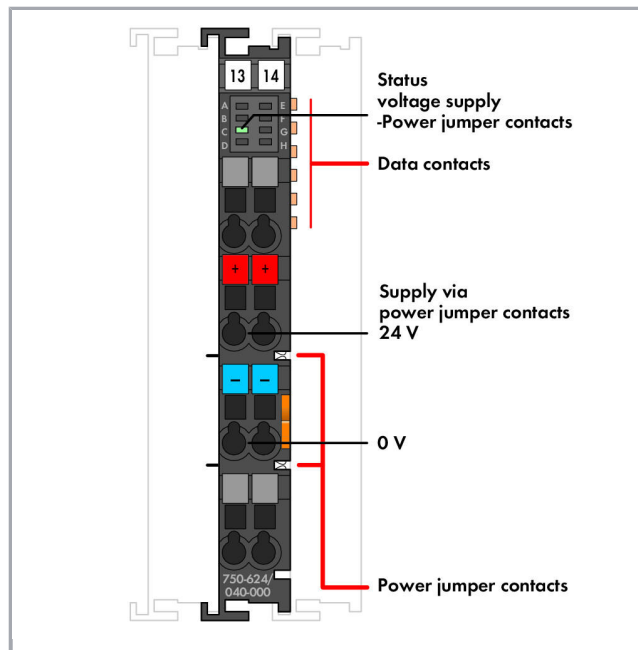 13 14
Status
voltage supply
-Power jumper contacts
A E
B F
C G
D H
Data contacts
+ +
Supply via
power jumper contacts
24 V
− −
0 V
750-624/
040-000
Power jumper contacts